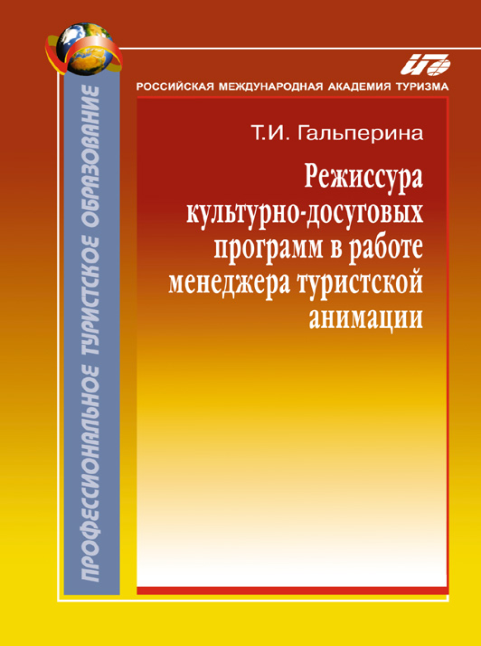 РОССИЙСКАЯ МЕЖДУНАРОДНАЯ АКАДЕМИЯ ТУРИЗМА
Т.И. Гальперина
Режиссура
культурно-досуговых
программ в работе
менеджера туристской
анимации
ПРОФЕССИОНАЛЬНОЕ ТУРИСТСКОЕ ОБРАЗОВАНИЕ